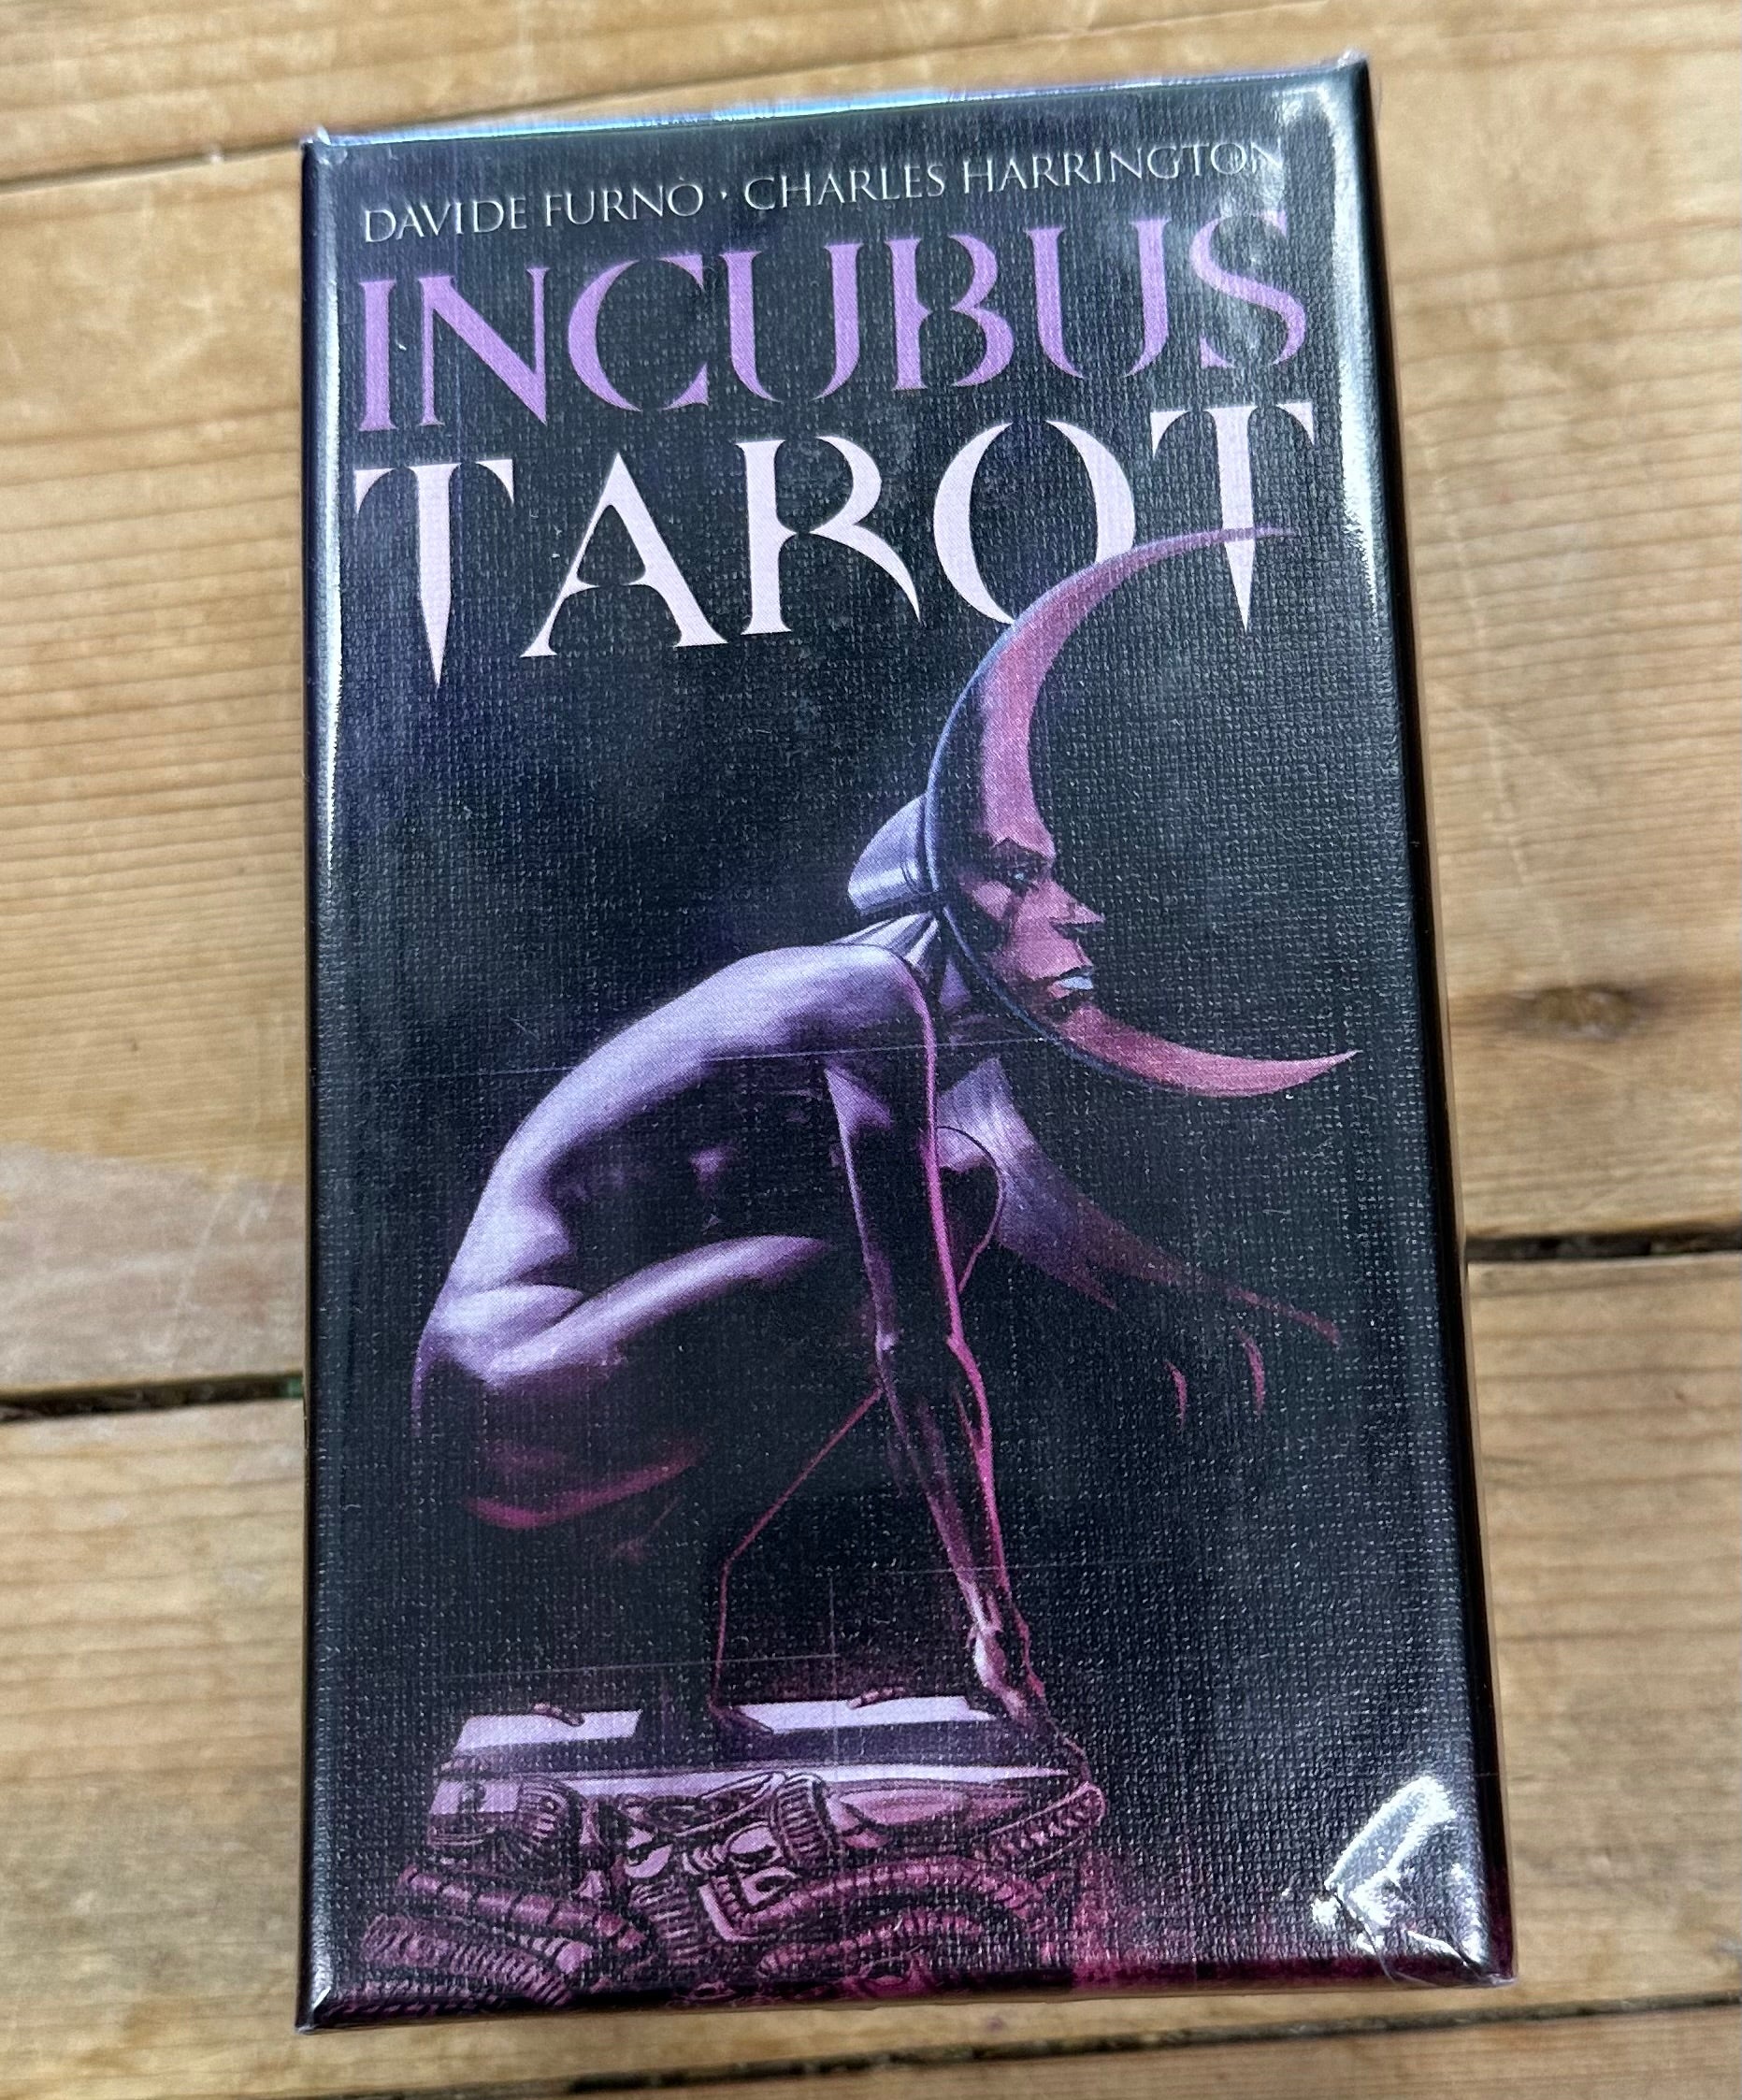 DAVIDE FURNÒ · CHARLES HARRINGTON
INCUBUS
TAROT